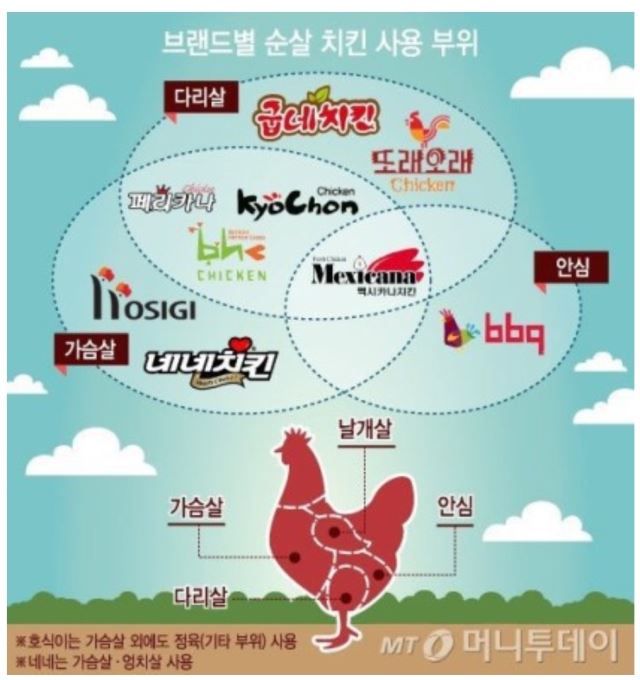 브랜드별 순살 치킨 사용 부위
다리살
굽네치킨
또래오래
Chicken
페리카나
Chicken
Kyochon
Chicken
bhc
CHICKEN
Mexicana
멕시카나치킨
안심
HOSIGI
bbq
가슴살
네네치킨
날개살
가슴살
안심
다리살
※호식이는 가슴살 외에도 정육(기타 부위) 사용
※네네는 가슴살·엉치살 사용
MT 머니투데이